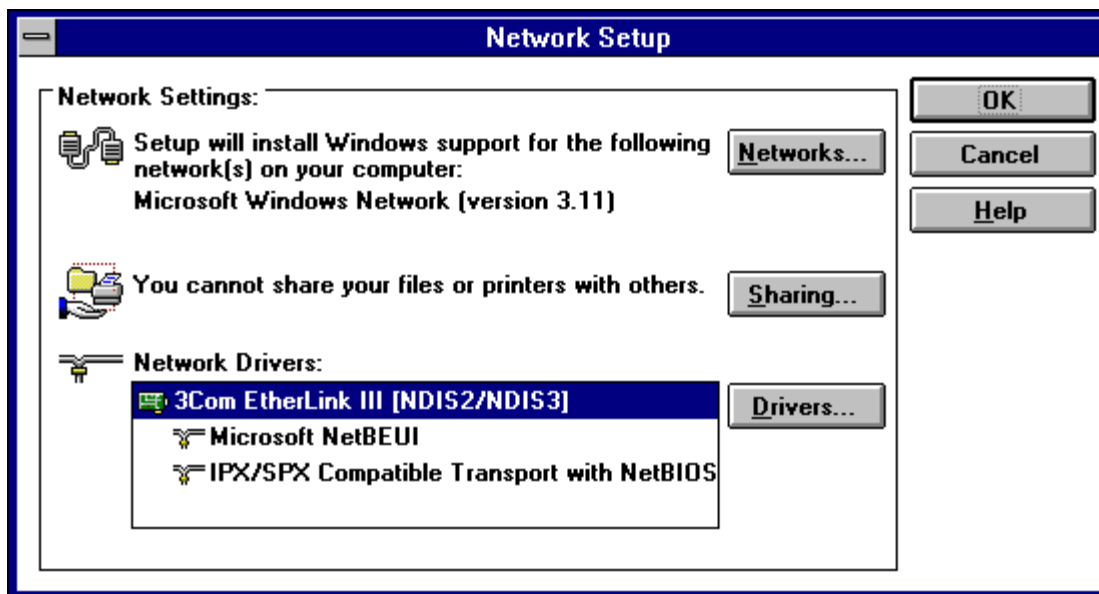 Network Setup
Network Settings:
Setup will install Windows support for the following
network(s) on your computer:
Microsoft Windows Network (version 3.11)
Networks...
You cannot share your files or printers with others.
Sharing...
Network Drivers:
3Com EtherLink III [NDIS2/NDIS3]
Microsoft NetBEUI
IPX/SPX Compatible Transport with NetBIOS
Drivers...
OK
Cancel
Help